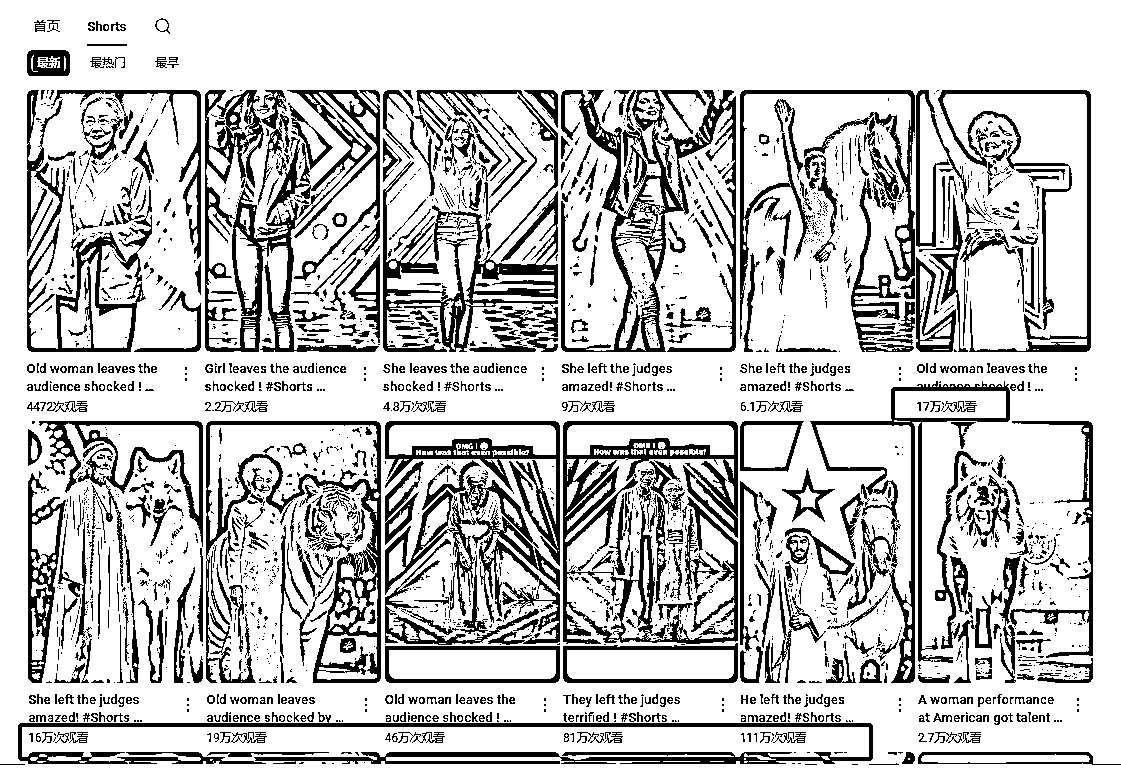 首页 Shorts
最新 最热门 最早
Old woman leaves the
audience shocked ! ...
4472次观看
Girl leaves the audience
shocked ! #Shorts ...
2.2万次观看
She leaves the audience
shocked ! #Shorts ...
4.8万次观看
She left the judges
amazed! #Shorts ...
9万次观看
She left the judges
amazed! #Shorts ...
6.1万次观看
Old woman leaves the
audience shocked ! ...
17万次观看
OMG !
How was that even possible?
OMG !
How was that even possible?
She left the judges
amazed! #Shorts ...
16万次观看
Old woman leaves
audience shocked by ...
19万次观看
Old woman leaves the
audience shocked ! ...
46万次观看
They left the judges
terrified ! #Shorts ...
81万次观看
He left the judges
amazed! #Shorts ...
111万次观看
A woman performance
at American got talent ...
2.7万次观看